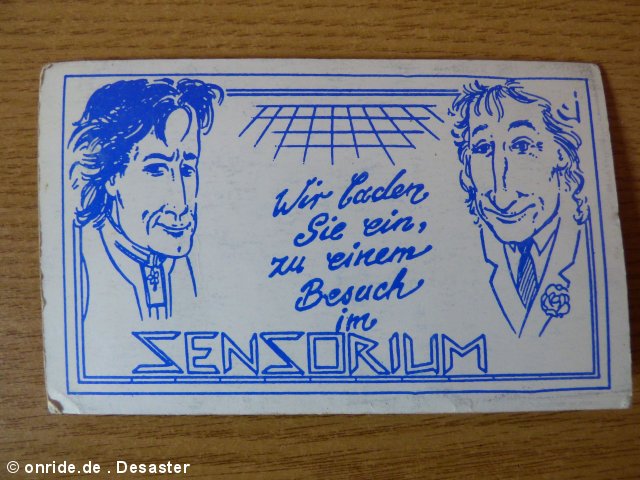 Wir laden
Sie ein,
zu einem
Besuch
im
SENSORIUM
© onride.de . Desaster